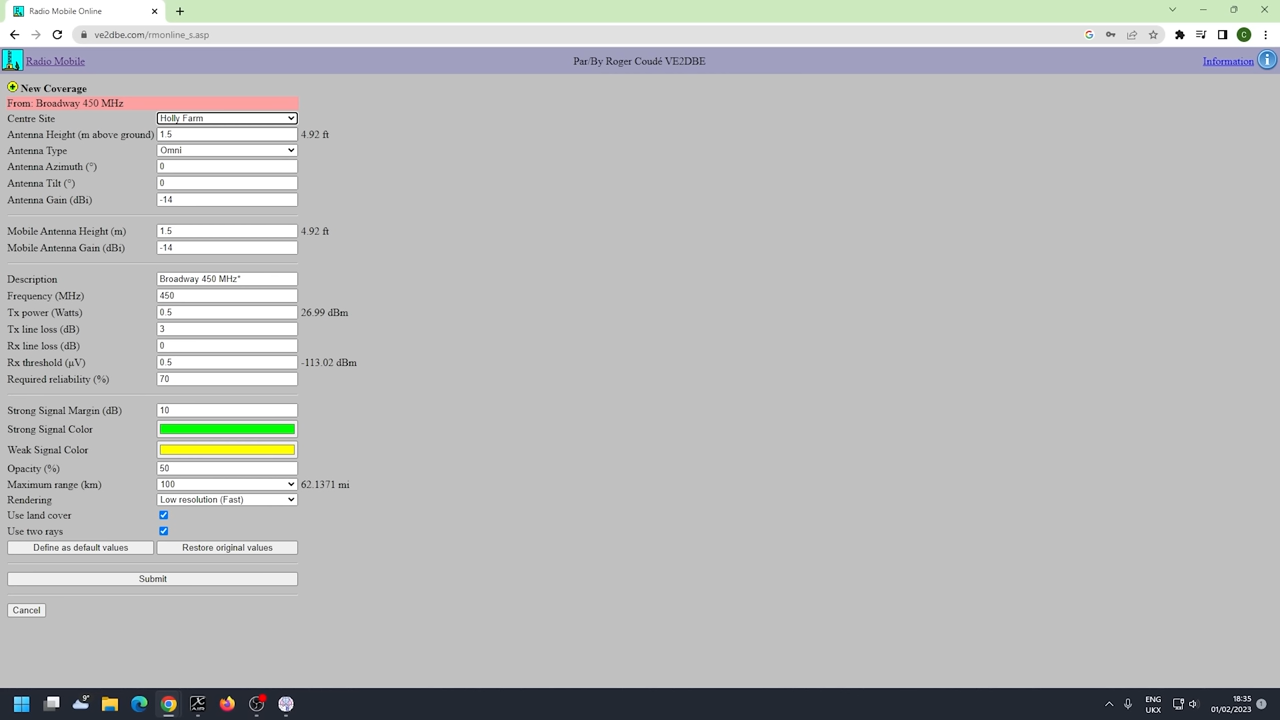 Radio Mobile Online
ve2dbe.com/rmonline_s.asp
Radio Mobile
Par/By Roger Coudé VE2DBE
Information
New Coverage
From: Broadway 450 MHz
Centre Site Holly Farm
Antenna Height (m above ground) 1.5 4.92 ft
Antenna Type Omni
Antenna Azimuth (°) 0
Antenna Tilt (°) 0
Antenna Gain (dBi) -14
Mobile Antenna Height (m) 1.5 4.92 ft
Mobile Antenna Gain (dBi) -14
Description Broadway 450 MHz*
Frequency (MHz) 450
Tx power (Watts) 0.5 26.99 dBm
Tx line loss (dB) 3
Rx line loss (dB) 0
Rx threshold (µV) 0.5 -113.02 dBm
Required reliability (%) 70
Strong Signal Margin (dB) 10
Strong Signal Color
Weak Signal Color
Opacity (%) 50
Maximum range (km) 100 62.1371 mi
Rendering Low resolution (Fast)
Use land cover
Use two rays
Define as default values Restore original values
Submit
Cancel
9°
ENG
UKX
18:35
01/02/2023